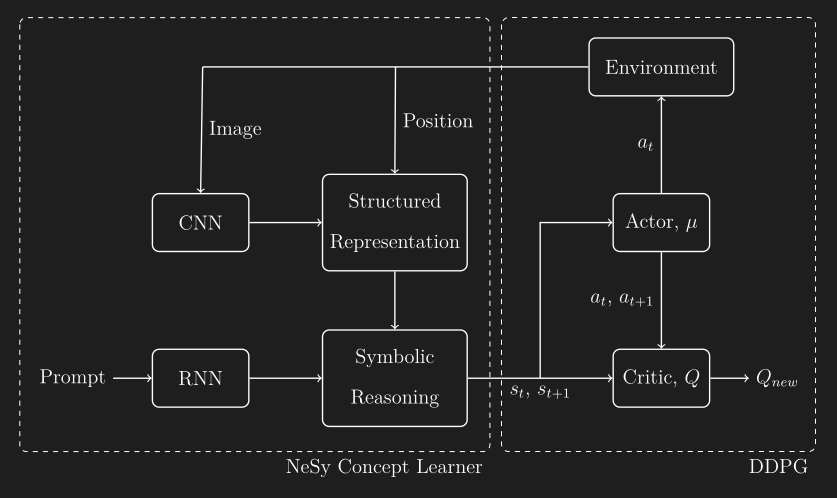 Environment
Image
Position
a_t
CNN
Structured
Representation
Actor, μ
a_t, a_{t+1}
Prompt
RNN
Symbolic
Reasoning
s_t, s_{t+1}
Critic, Q
Q_{new}
NeSy Concept Learner
DDPG